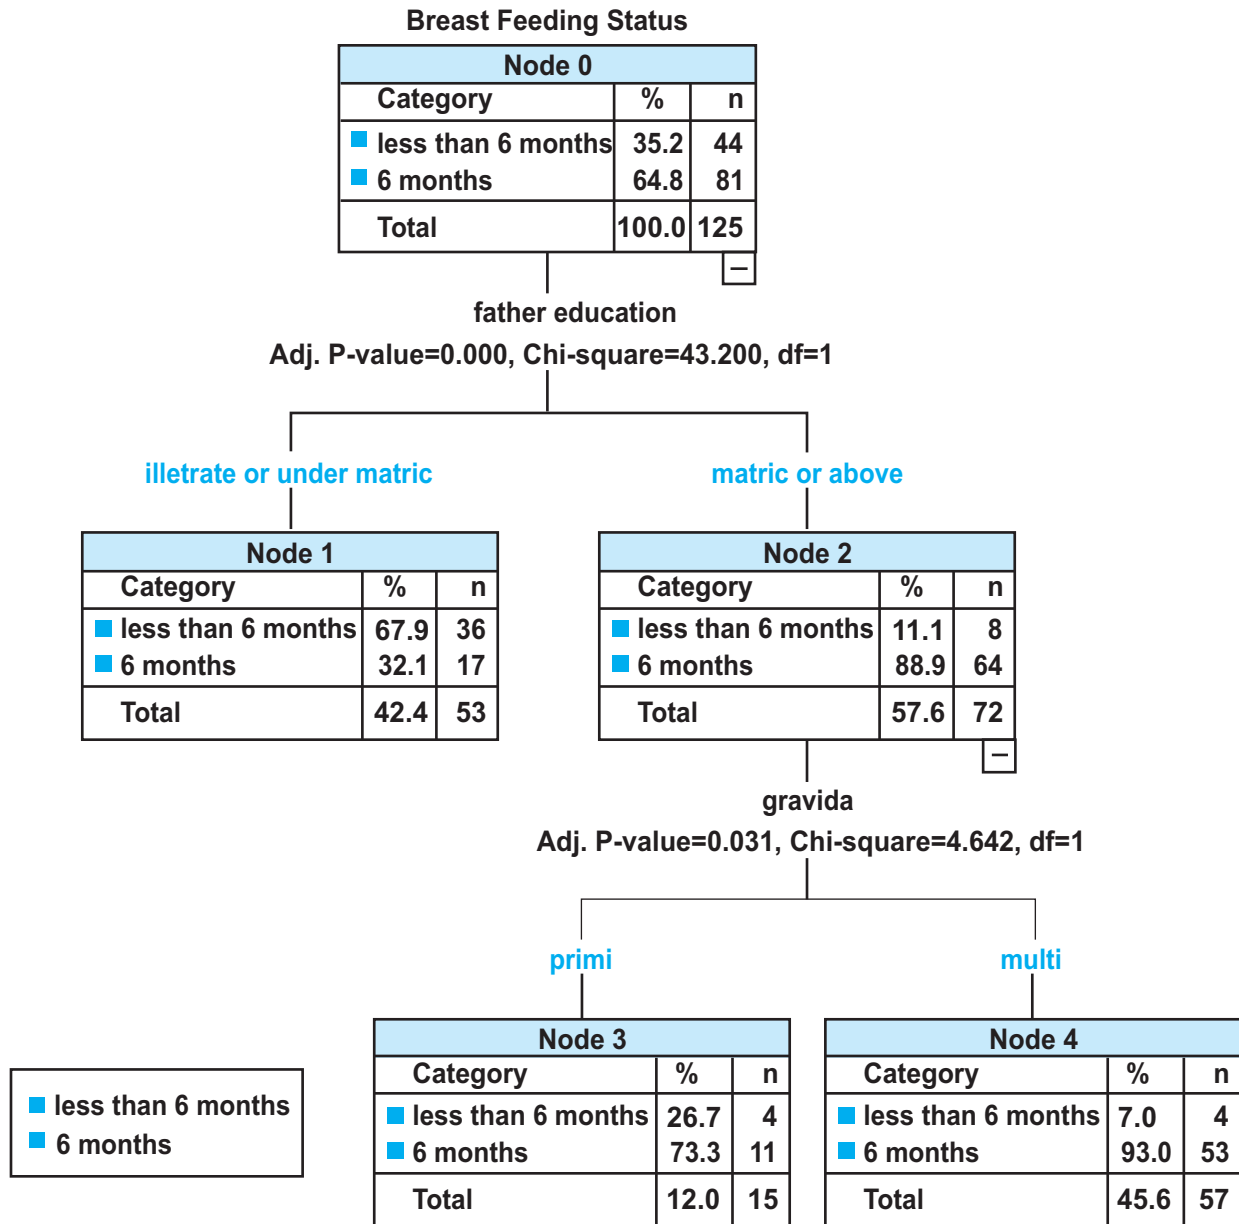 Breast Feeding Status
Node 0
Category % n
less than 6 months 35.2 44
6 months 64.8 81
Total 100.0 125
father education
Adj. P-value=0.000, Chi-square=43.200, df=1
illetrate or under matric
matric or above
Node 1
Category % n
less than 6 months 67.9 36
6 months 32.1 17
Total 42.4 53
Node 2
Category % n
less than 6 months 11.1 8
6 months 88.9 64
Total 57.6 72
gravida
Adj. P-value=0.031, Chi-square=4.642, df=1
primi
multi
Node 3
Category % n
less than 6 months 26.7 4
6 months 73.3 11
Total 12.0 15
Node 4
Category % n
less than 6 months 7.0 4
6 months 93.0 53
Total 45.6 57
less than 6 months
6 months